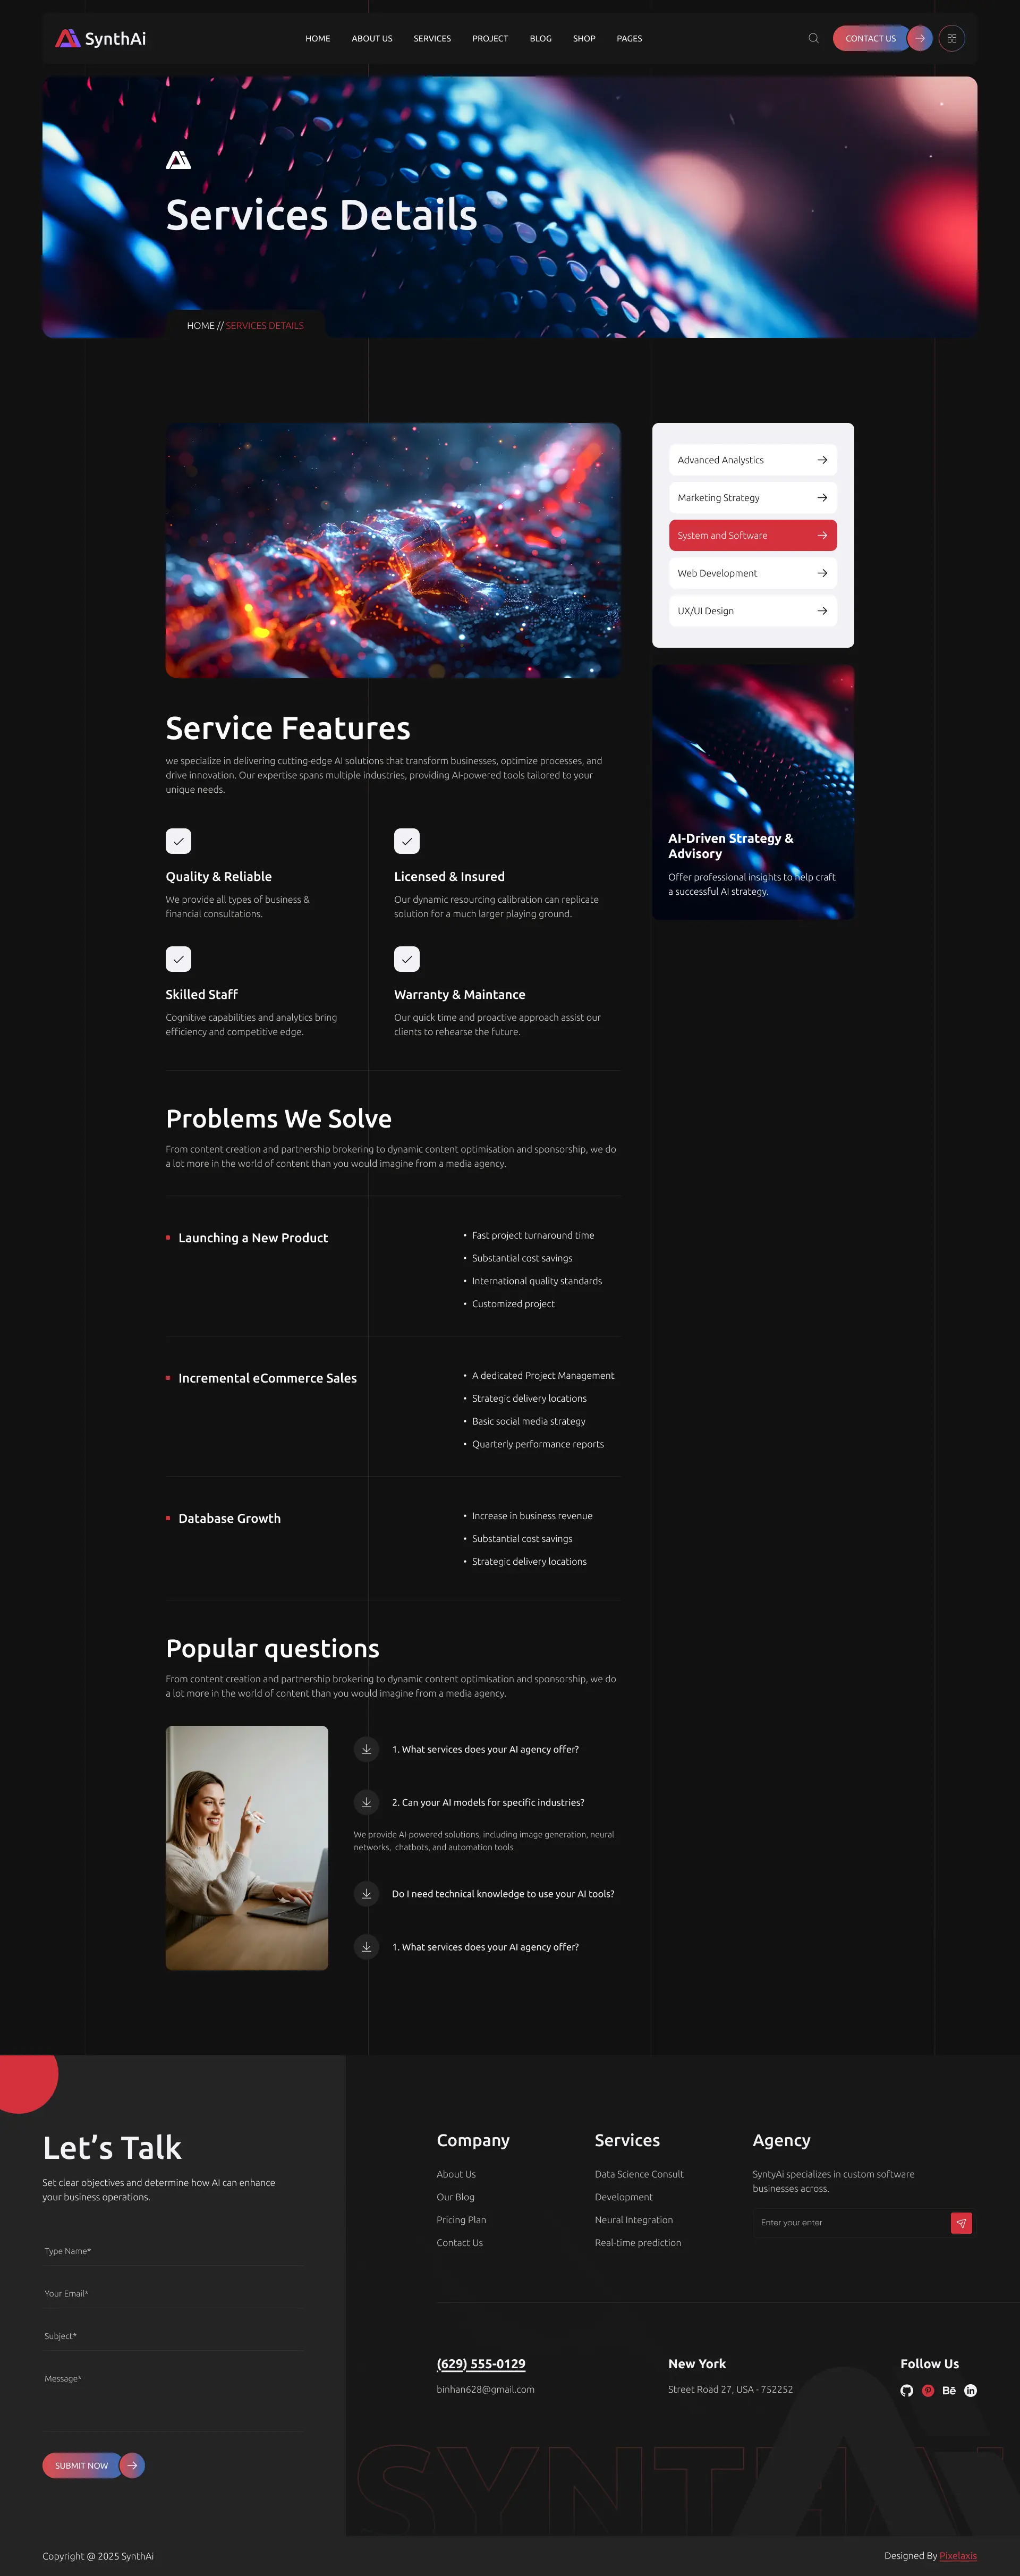 SynthAi
HOME ABOUT US SERVICES PROJECT BLOG SHOP PAGES
CONTACT US
Services Details
HOME // SERVICES DETAILS
Advanced Analystics
Marketing Strategy
System and Software
Web Development
UX/UI Design
AI-Driven Strategy &
Advisory
Offer professional insights to help craft
a successful AI strategy.
Service Features
we specialize in delivering cutting-edge AI solutions that transform businesses, optimize processes, and
drive innovation. Our expertise spans multiple industries, providing AI-powered tools tailored to your
unique needs.
Quality & Reliable
We provide all types of business &
financial consultations.
Licensed & Insured
Our dynamic resourcing calibration can replicate
solution for a much larger playing ground.
Skilled Staff
Cognitive capabilities and analytics bring
efficiency and competitive edge.
Warranty & Maintance
Our quick time and proactive approach assist our
clients to rehearse the future.
Problems We Solve
From content creation and partnership brokering to dynamic content optimisation and sponsorship, we do
a lot more in the world of content than you would imagine from a media agency.
Launching a New Product
• Fast project turnaround time
• Substantial cost savings
• International quality standards
• Customized project
Incremental eCommerce Sales
• A dedicated Project Management
• Strategic delivery locations
• Basic social media strategy
• Quarterly performance reports
Database Growth
• Increase in business revenue
• Substantial cost savings
• Strategic delivery locations
Popular questions
From content creation and partnership brokering to dynamic content optimisation and sponsorship, we do
a lot more in the world of content than you would imagine from a media agency.
1. What services does your AI agency offer?
2. Can your AI models for specific industries?
We provide AI-powered solutions, including image generation, neural
networks, chatbots, and automation tools
Do I need technical knowledge to use your AI tools?
1. What services does your AI agency offer?
Let's Talk
Set clear objectives and determine how AI can enhance
your business operations.
Type Name*
Your Email*
Subject*
Message*
SUBMIT NOW
Company
About Us
Our Blog
Pricing Plan
Contact Us
Services
Data Science Consult
Development
Neural Integration
Real-time prediction
Agency
SyntyAi specializes in custom software
businesses across.
Enter your enter
(629) 555-0129
binhan628@gmail.com
New York
Street Road 27, USA - 752252
Follow Us
Bē
in
SYNTHAI
Copyright @ 2025 SynthAi
Designed By Pixelaxis